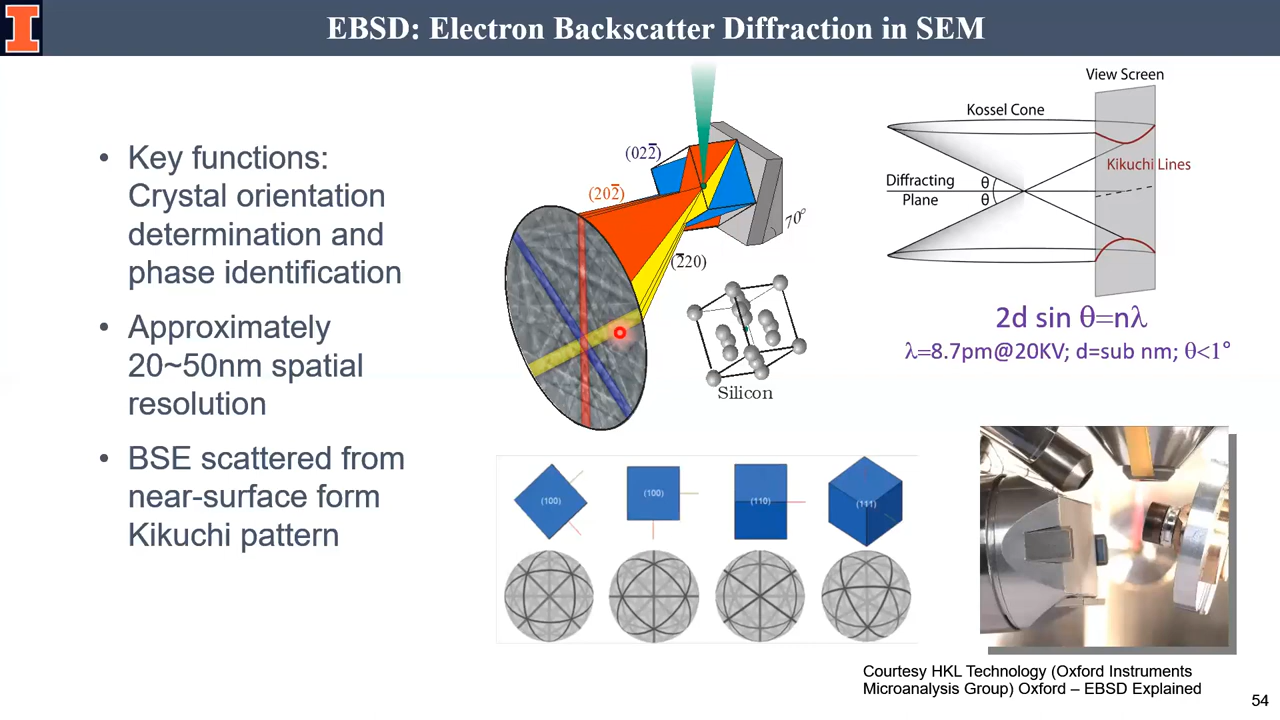 EBSD: Electron Backscatter Diffraction in SEM
• Key functions:
Crystal orientation
determination and
phase identification
• Approximately
20~50nm spatial
resolution
• BSE scattered from
near-surface form
Kikuchi pattern
(022̅)
(202̅)
(2̅20)
70°
Silicon
View Screen
Kossel Cone
Kikuchi Lines
Diffracting
Plane
θ
θ
2d sin θ=nλ
λ=8.7pm@20KV; d=sub nm; θ<1°
(100)
(100)
(110)
(111)
Courtesy HKL Technology (Oxford Instruments
Microanalysis Group) Oxford – EBSD Explained
54